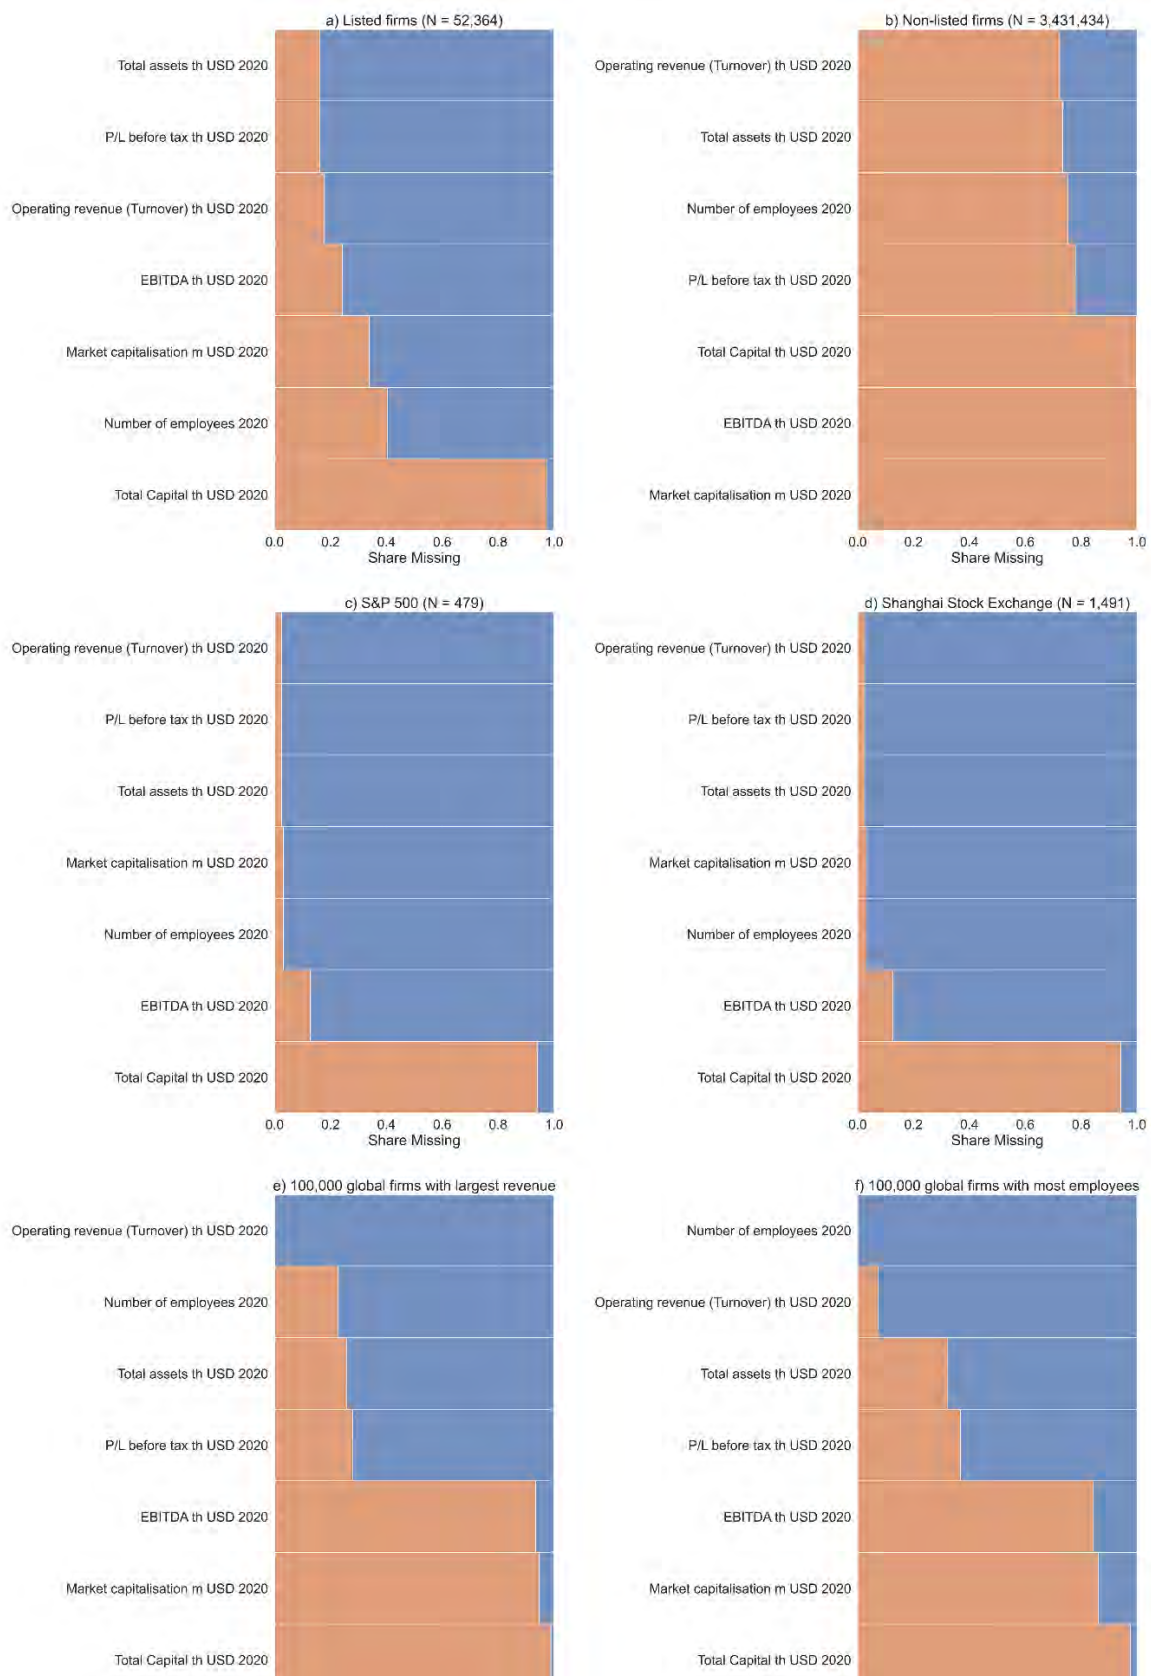 a) Listed firms (N = 52,364)
Total assets th USD 2020
P/L before tax th USD 2020
Operating revenue (Turnover) th USD 2020
EBITDA th USD 2020
Market capitalisation m USD 2020
Number of employees 2020
Total Capital th USD 2020
0.0 0.2 0.4 0.6 0.8 1.0
Share Missing
b) Non-listed firms (N = 3,431,434)
Operating revenue (Turnover) th USD 2020
Total assets th USD 2020
Number of employees 2020
P/L before tax th USD 2020
Total Capital th USD 2020
EBITDA th USD 2020
Market capitalisation m USD 2020
0.0 0.2 0.4 0.6 0.8 1.0
Share Missing
c) S&P 500 (N = 479)
Operating revenue (Turnover) th USD 2020
P/L before tax th USD 2020
Total assets th USD 2020
Market capitalisation m USD 2020
Number of employees 2020
EBITDA th USD 2020
Total Capital th USD 2020
0.0 0.2 0.4 0.6 0.8 1.0
Share Missing
d) Shanghai Stock Exchange (N = 1,491)
Operating revenue (Turnover) th USD 2020
P/L before tax th USD 2020
Total assets th USD 2020
Market capitalisation m USD 2020
Number of employees 2020
EBITDA th USD 2020
Total Capital th USD 2020
0.0 0.2 0.4 0.6 0.8 1.0
Share Missing
e) 100,000 global firms with largest revenue
Operating revenue (Turnover) th USD 2020
Number of employees 2020
Total assets th USD 2020
P/L before tax th USD 2020
EBITDA th USD 2020
Market capitalisation m USD 2020
Total Capital th USD 2020
f) 100,000 global firms with most employees
Number of employees 2020
Operating revenue (Turnover) th USD 2020
Total assets th USD 2020
P/L before tax th USD 2020
EBITDA th USD 2020
Market capitalisation m USD 2020
Total Capital th USD 2020